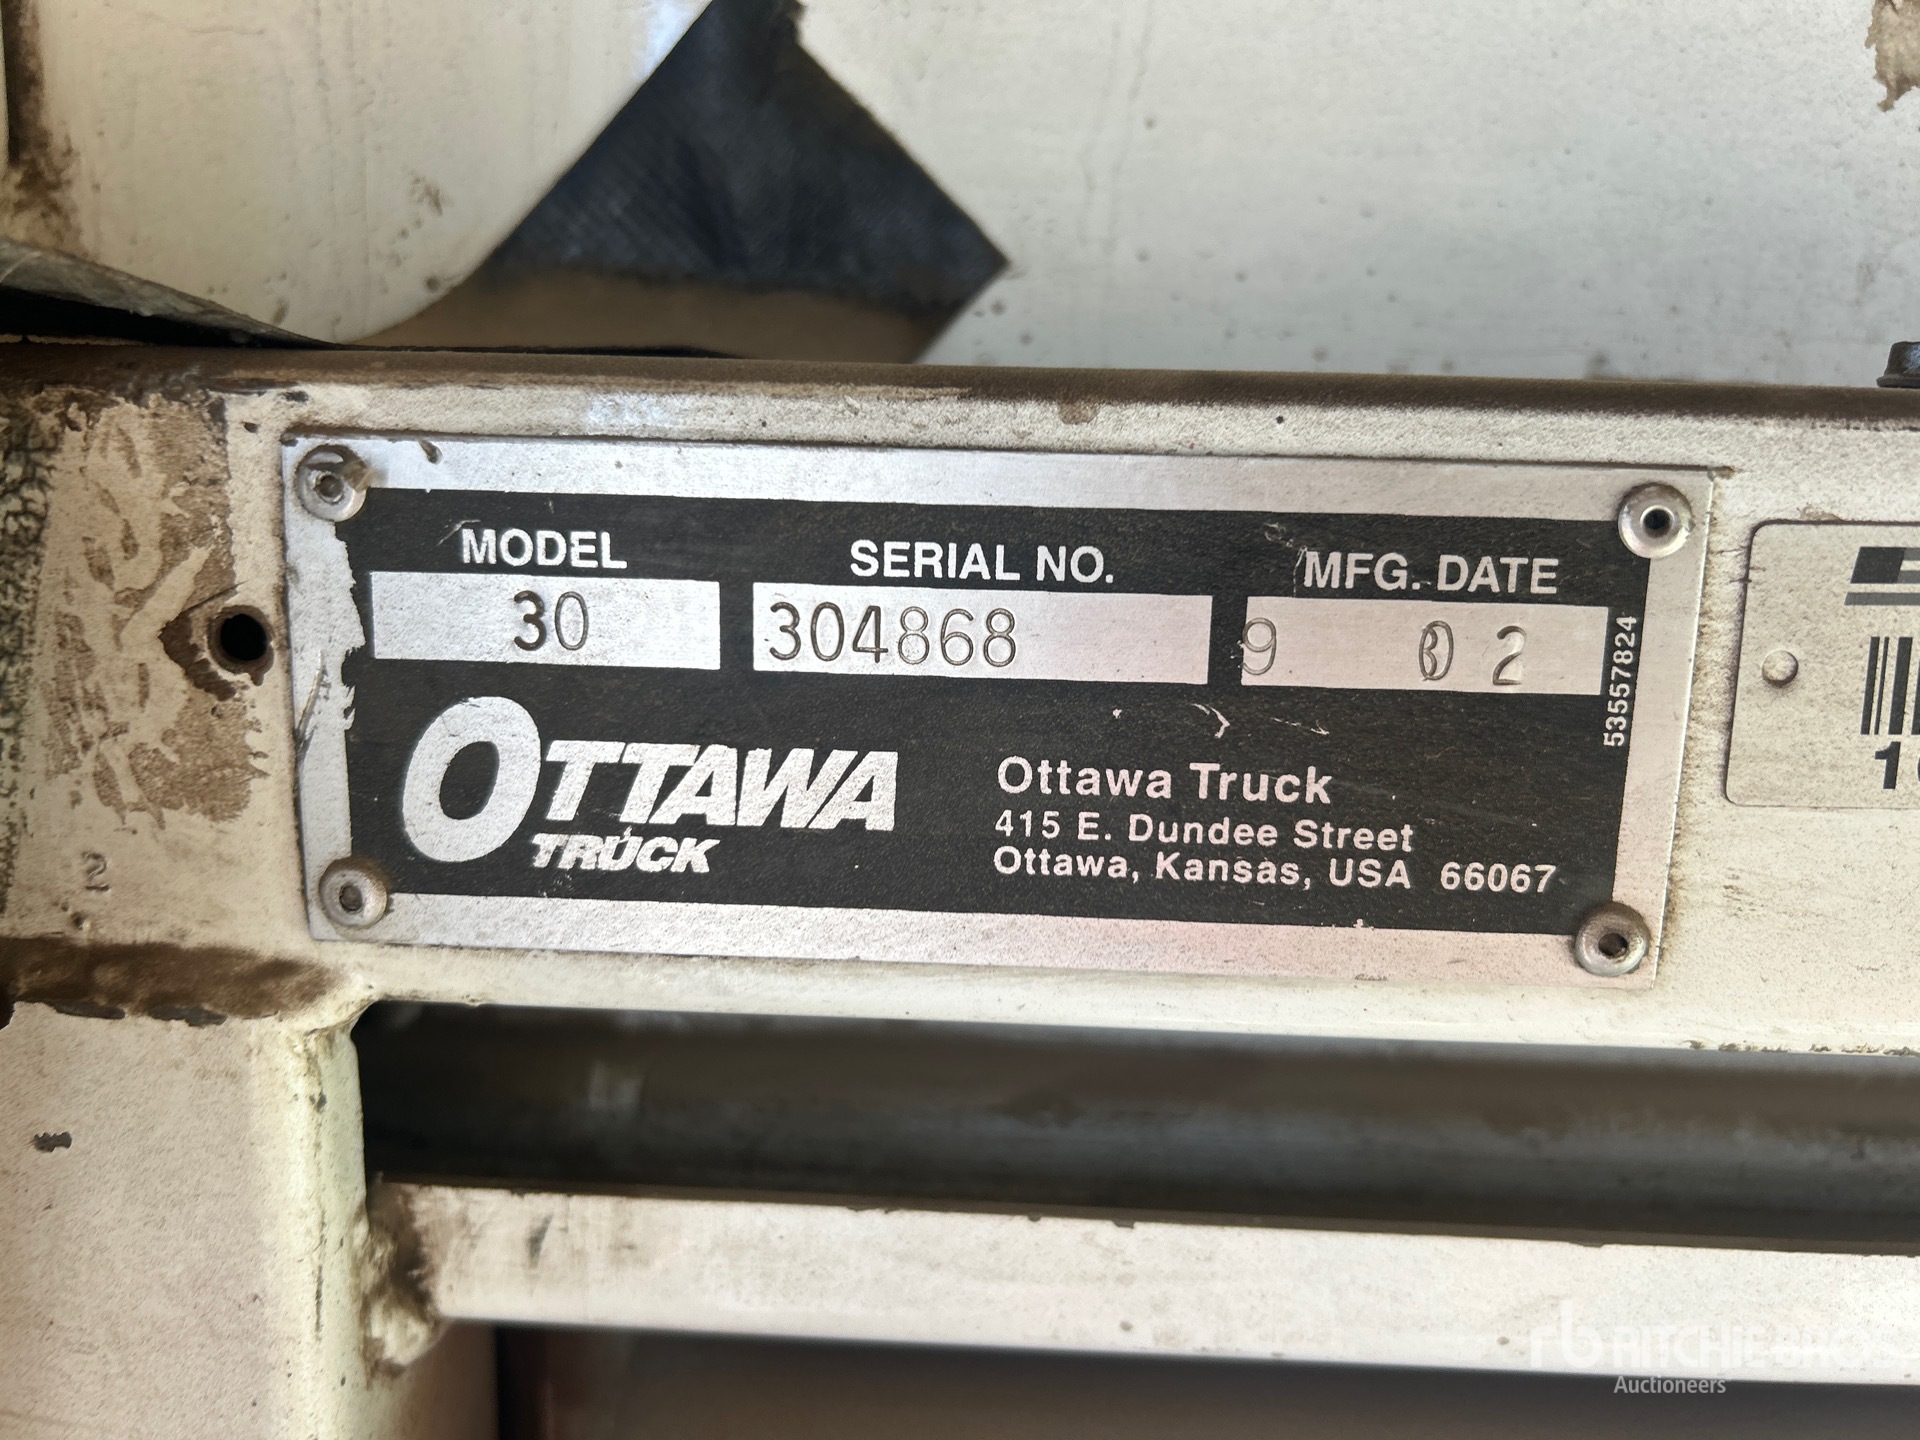 MODEL SERIAL NO. MFG. DATE
30 304868 9 02
53557824
OTTAWA
TRUCK
Ottawa Truck
415 E. Dundee Street
Ottawa, Kansas, USA 66067
2
rb RITCHIE BROS
Auctioneers